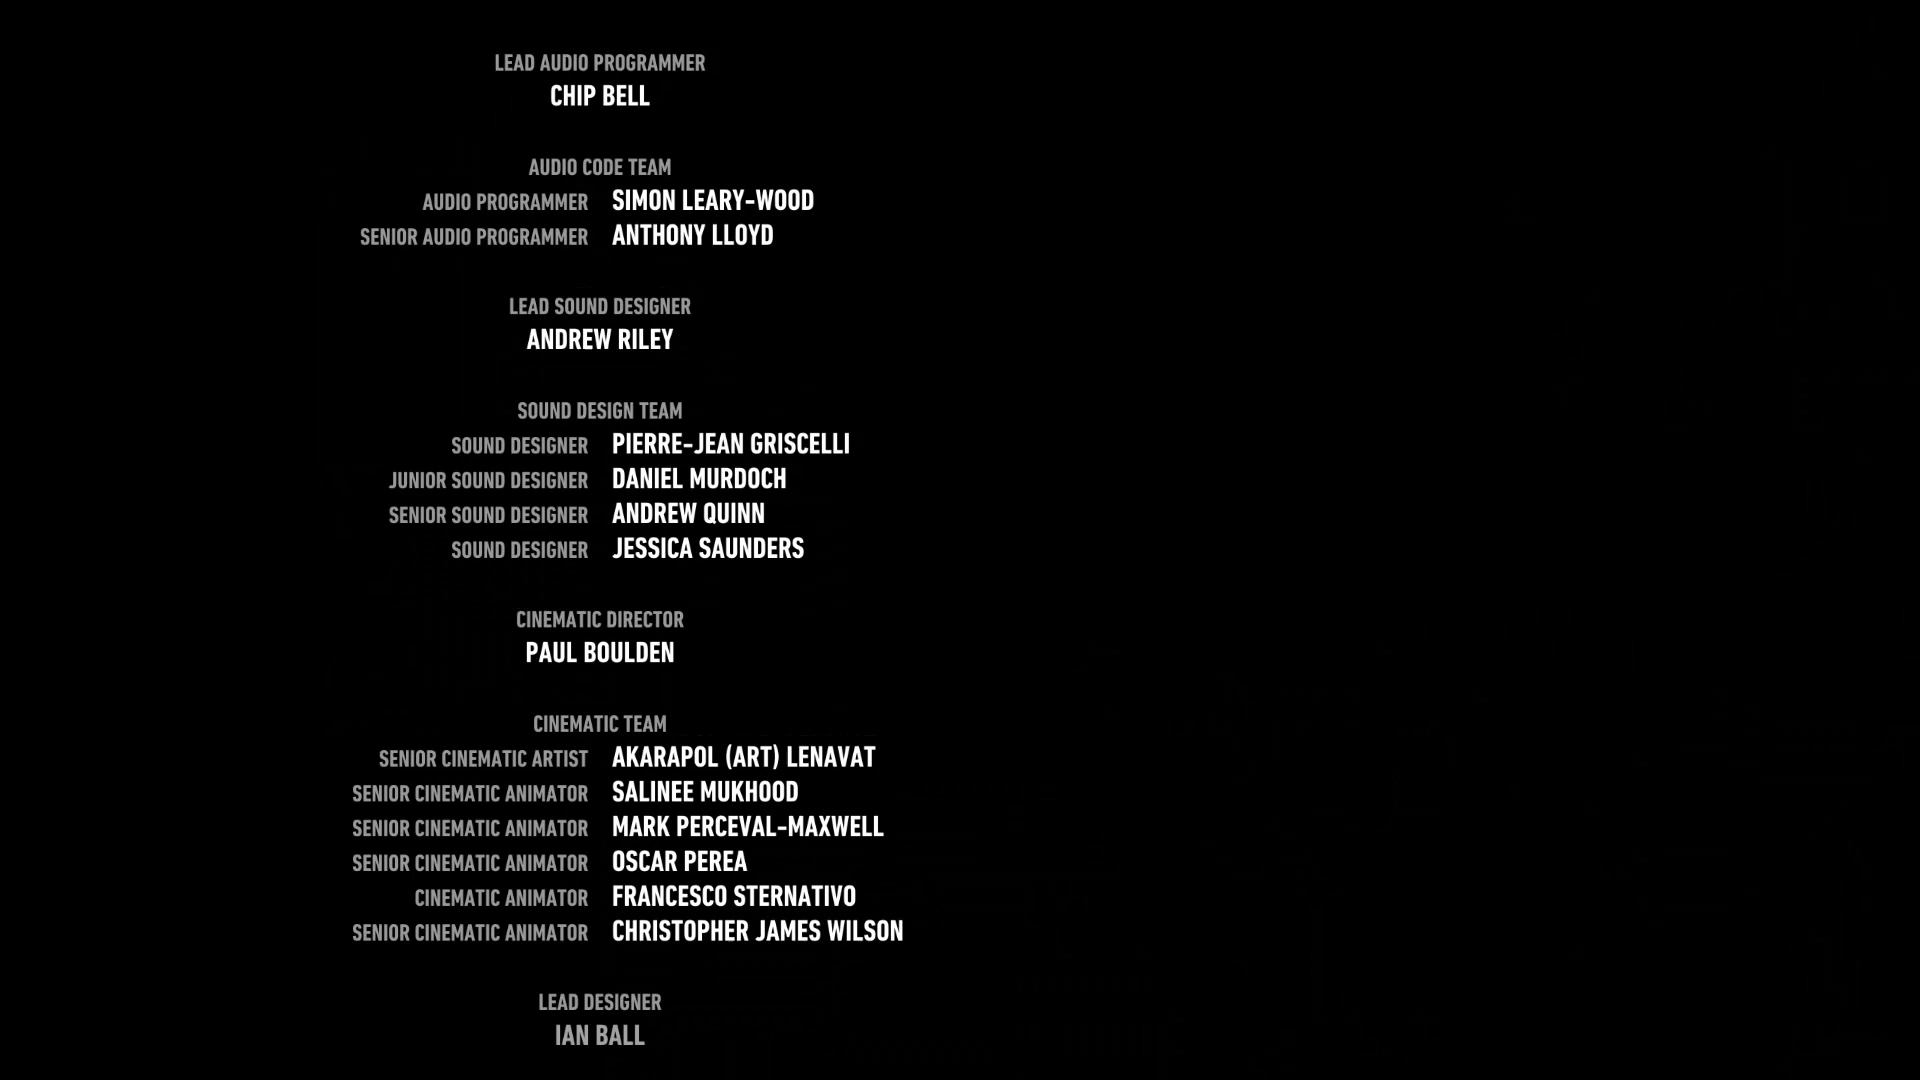 LEAD AUDIO PROGRAMMER
CHIP BELL
AUDIO CODE TEAM
AUDIO PROGRAMMER SIMON LEARY-WOOD
SENIOR AUDIO PROGRAMMER ANTHONY LLOYD
LEAD SOUND DESIGNER
ANDREW RILEY
SOUND DESIGN TEAM
SOUND DESIGNER PIERRE-JEAN GRISCELLI
JUNIOR SOUND DESIGNER DANIEL MURDOCH
SENIOR SOUND DESIGNER ANDREW QUINN
SOUND DESIGNER JESSICA SAUNDERS
CINEMATIC DIRECTOR
PAUL BOULDEN
CINEMATIC TEAM
SENIOR CINEMATIC ARTIST AKARAPOL (ART) LENAVAT
SENIOR CINEMATIC ANIMATOR SALINEE MUKHOOD
SENIOR CINEMATIC ANIMATOR MARK PERCEVAL-MAXWELL
SENIOR CINEMATIC ANIMATOR OSCAR PEREA
CINEMATIC ANIMATOR FRANCESCO STERNATIVO
SENIOR CINEMATIC ANIMATOR CHRISTOPHER JAMES WILSON
LEAD DESIGNER
IAN BALL